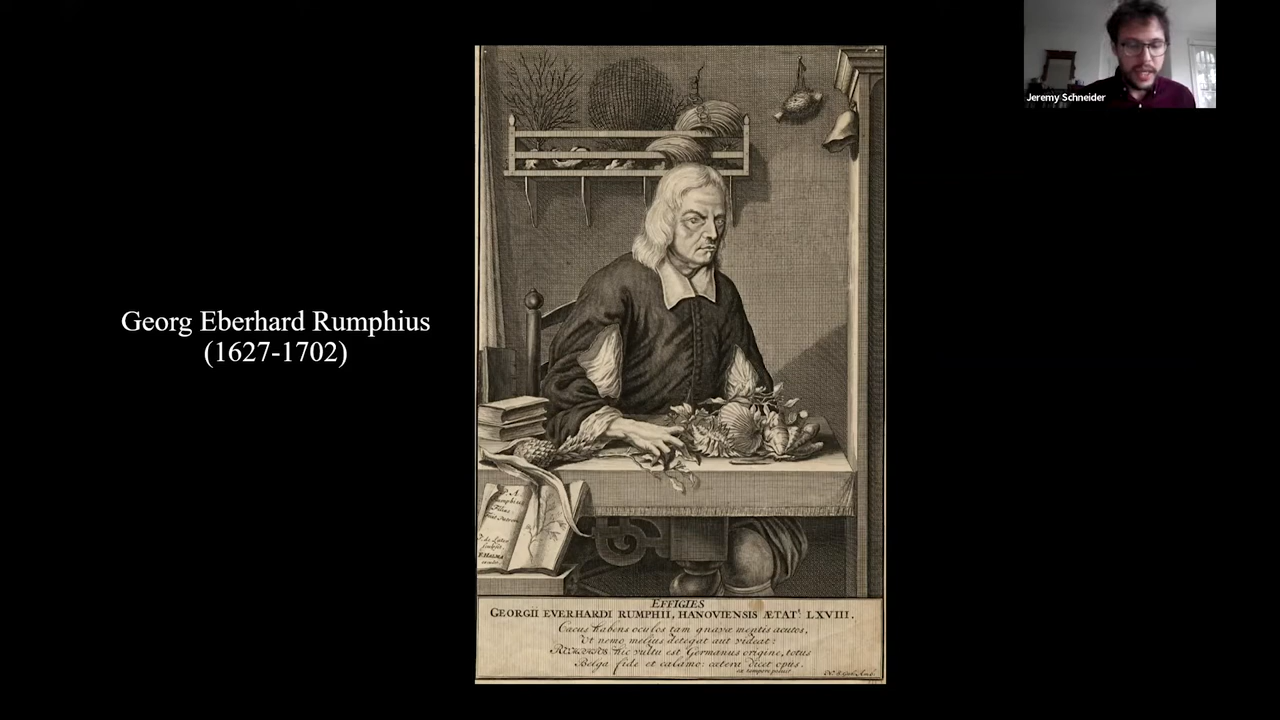 Jeremy Schneider
Georg Eberhard Rumphius
(1627-1702)
EFFIGIES
GEORGII EVERHARDI RUMPHII, HANOVIENSIS ÆTAT: LXVIII.
Cæcus habens oculos tam gnavæ mentis acutos,
Ut nemo melius detegat aut videat:
RUMPHIUS hic vultu est Germanus origine, totus
Belga fide et calamo: cætera dicet opus.